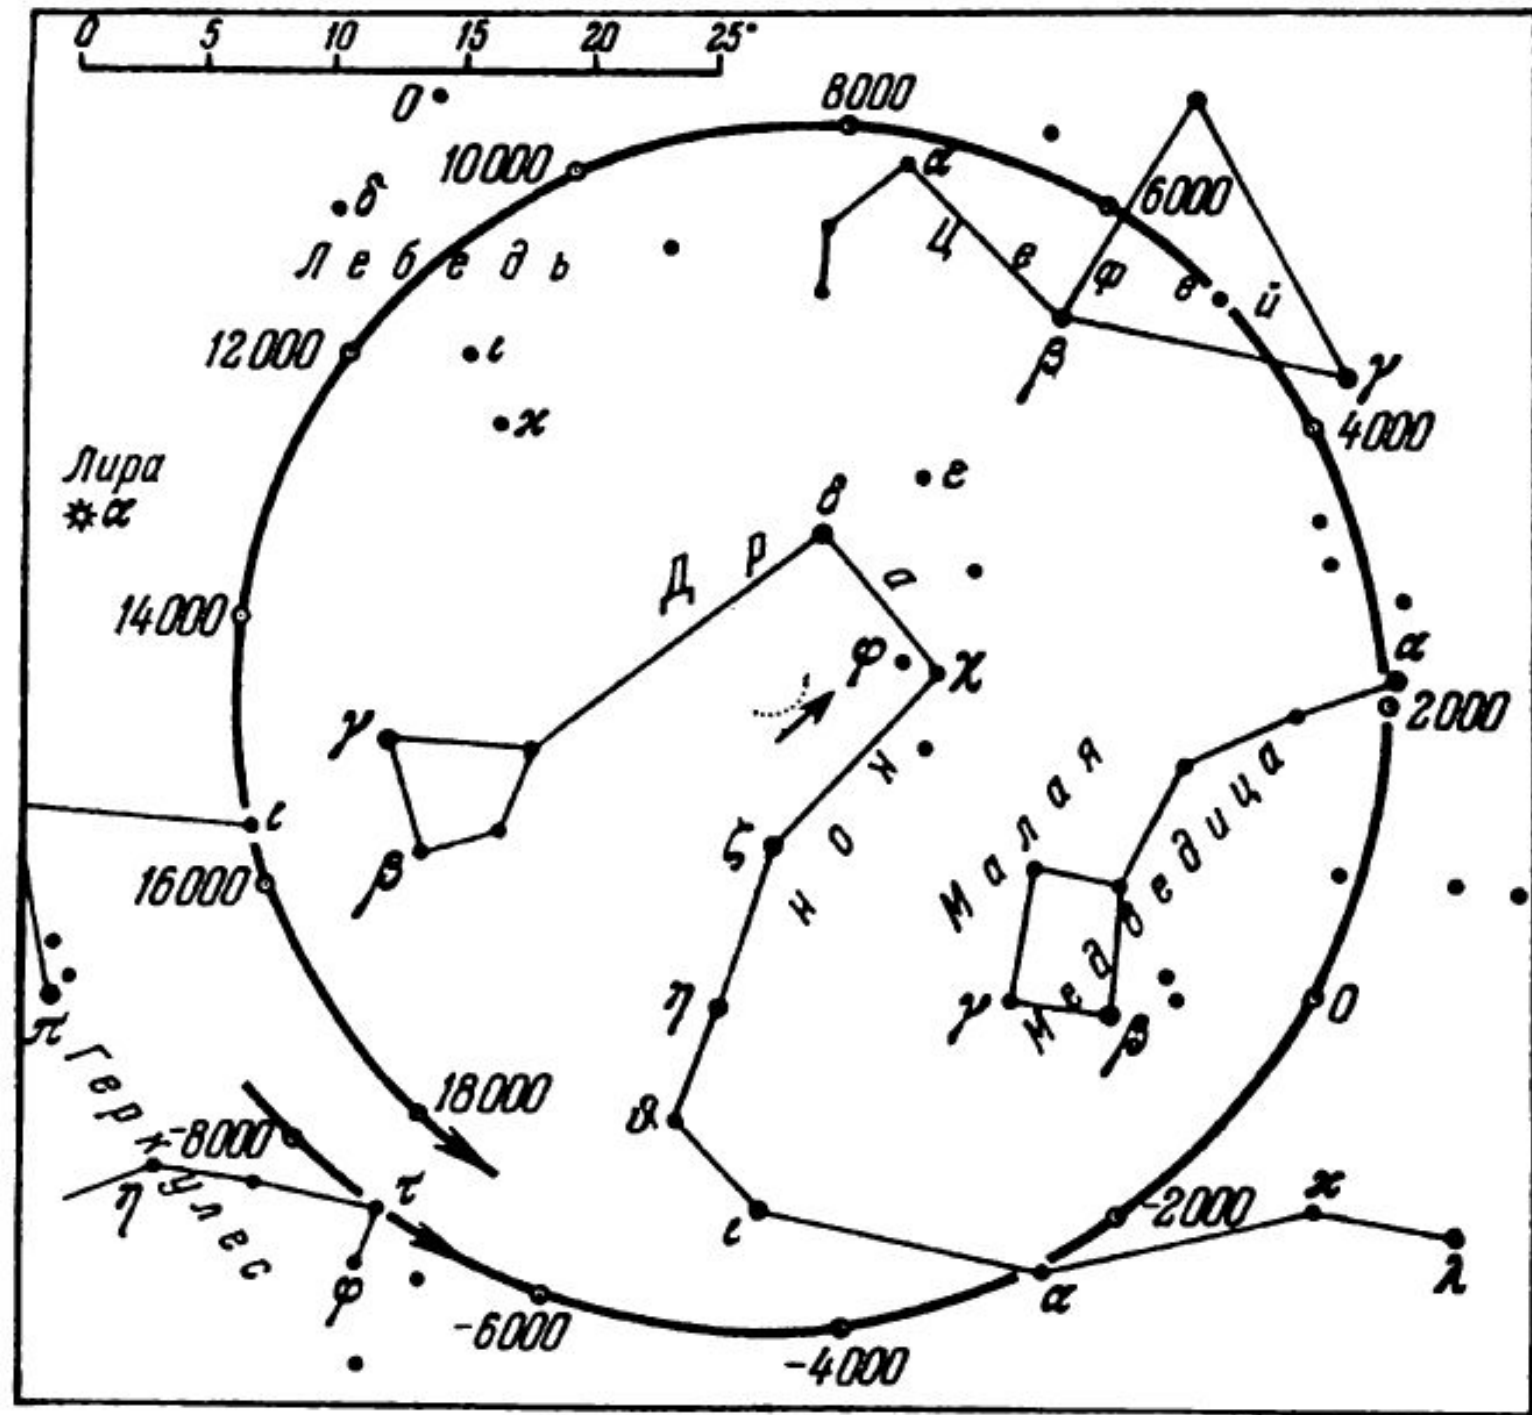 0 5 10 15 20 25°
8000
О
α
10000
6000
δ
Цефей
Лебедь
12000
ι
β
γ
ϰ
4000
Лира
α
ε
δ
Дракон
14000
φ
χ
α
2000
γ
Малая
Медведица
ι
ζ
β
16000
η
γ
β
0
π
Геркулес
18000
-8000
θ
τ
η
ι
ϰ
-2000
φ
α
λ
-6000
-4000